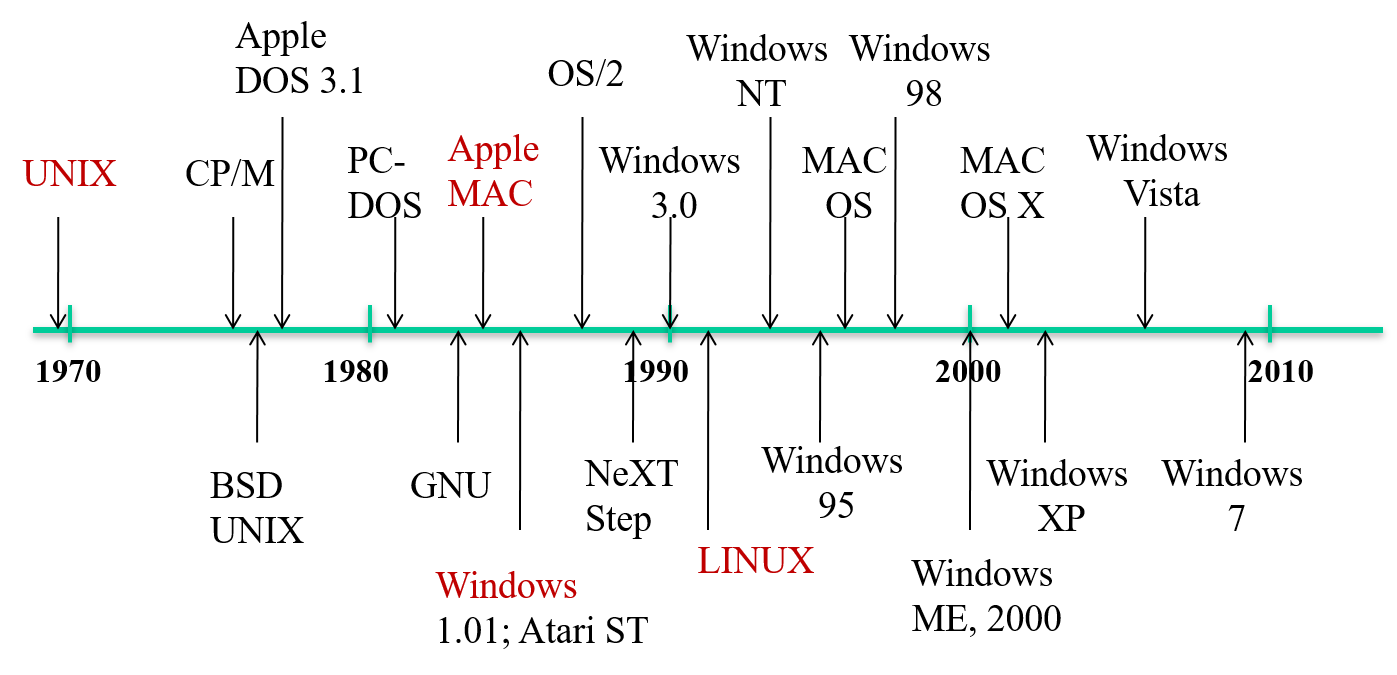 Apple
DOS 3.1
OS/2
Windows
NT
Windows
98
UNIX
CP/M
PC-
DOS
Apple
MAC
Windows
3.0
MAC
OS
MAC
OS X
Windows
Vista
1970
1980
1990
2000
2010
BSD
UNIX
GNU
Windows
1.01; Atari ST
NeXT
Step
LINUX
Windows
95
Windows
ME, 2000
Windows
XP
Windows
7